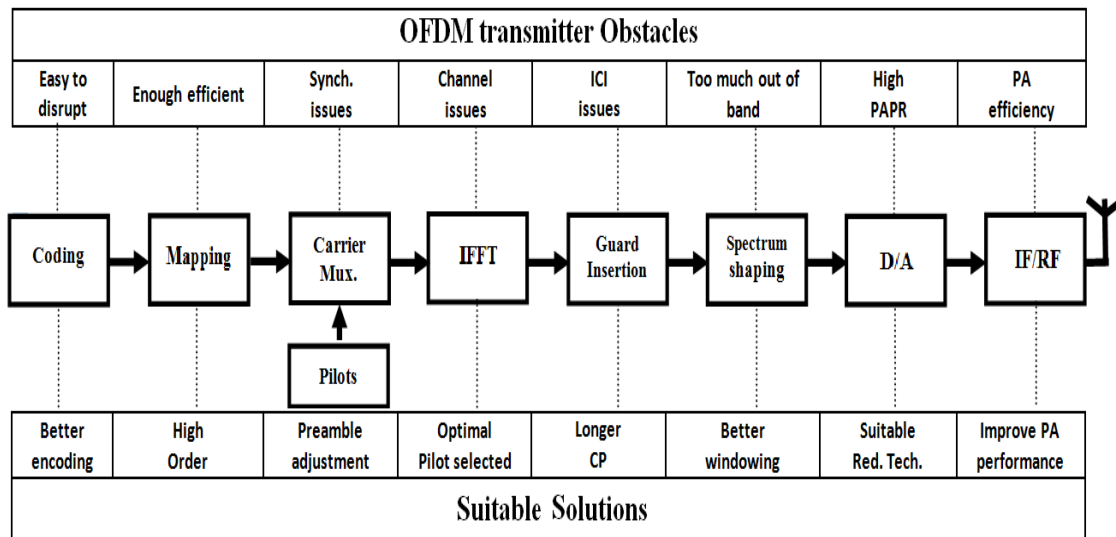 OFDM transmitter Obstacles
Easy to
disrupt
Enough efficient
Synch.
issues
Channel
issues
ICI
issues
Too much out of
band
High
PAPR
PA
efficiency
Coding
Mapping
Carrier
Mux.
IFFT
Guard
Insertion
Spectrum
shaping
D/A
IF/RF
Pilots
Better
encoding
High
Order
Preamble
adjustment
Optimal
Pilot selected
Longer
CP
Better
windowing
Suitable
Red. Tech.
Improve PA
performance
Suitable Solutions